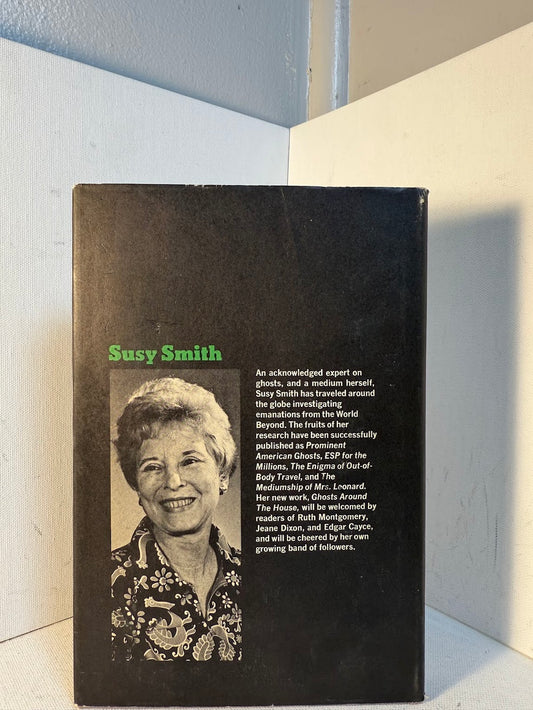 Susy Smith
An acknowledged expert on
ghosts, and a medium herself,
Susy Smith has traveled around
the globe investigating
emanations from the World
Beyond. The fruits of her
research have been successfully
published as Prominent
American Ghosts, ESP for the
Millions, The Enigma of Out-of-
Body Travel, and The
Mediumship of Mrs. Leonard.
Her new work, Ghosts Around
The House, will be welcomed by
readers of Ruth Montgomery,
Jeane Dixon, and Edgar Cayce,
and will be cheered by her own
growing band of followers.